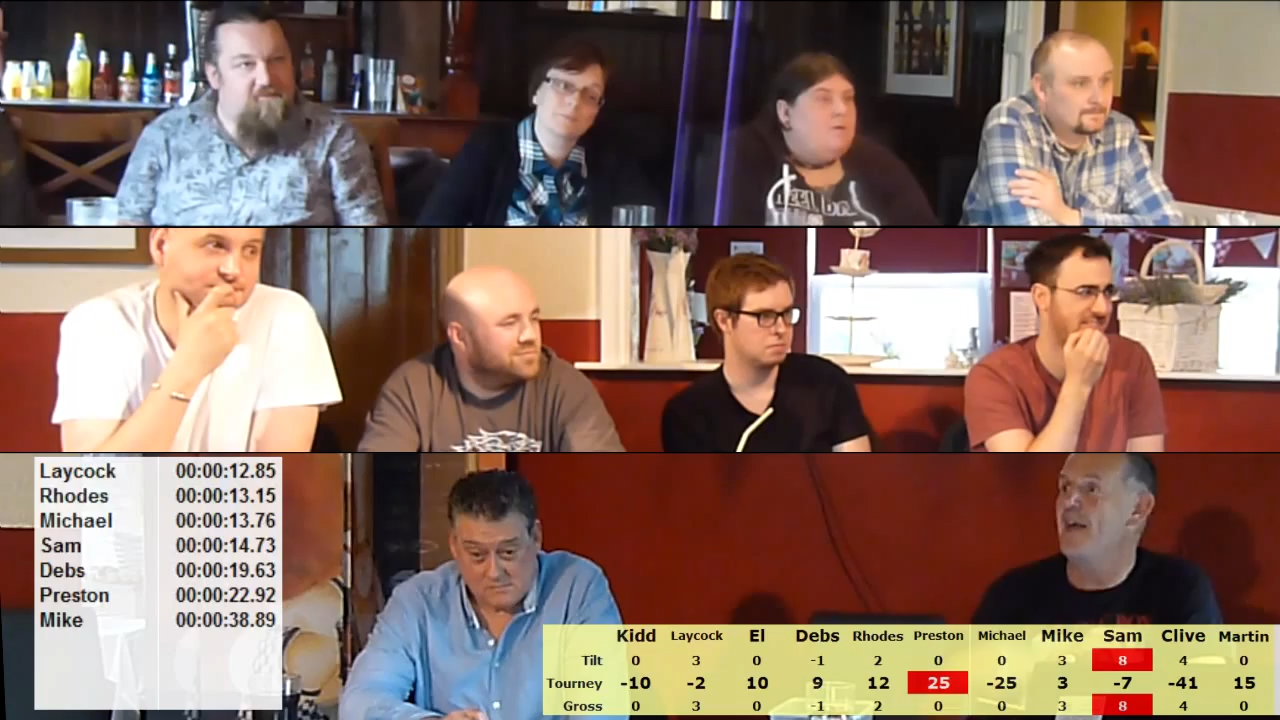 Laycock 00:00:12.85
Rhodes 00:00:13.15
Michael 00:00:13.76
Sam 00:00:14.73
Debs 00:00:19.63
Preston 00:00:22.92
Mike 00:00:38.89
Kidd Laycock El Debs Rhodes Preston Michael Mike Sam Clive Martin
Tilt 0 3 0 -1 2 0 0 3 8 4 0
Tourney -10 -2 10 9 12 25 -25 3 -7 -41 15
Gross 0 3 0 -1 2 0 0 3 8 4 0